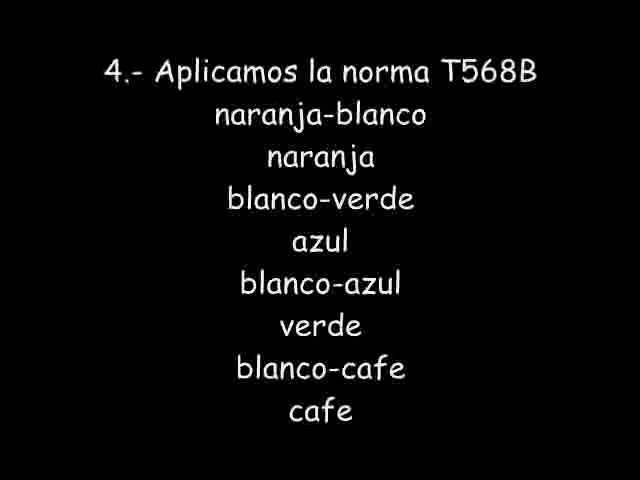 4.- Aplicamos la norma T568B
naranja-blanco
naranja
blanco-verde
azul
blanco-azul
verde
blanco-cafe
cafe